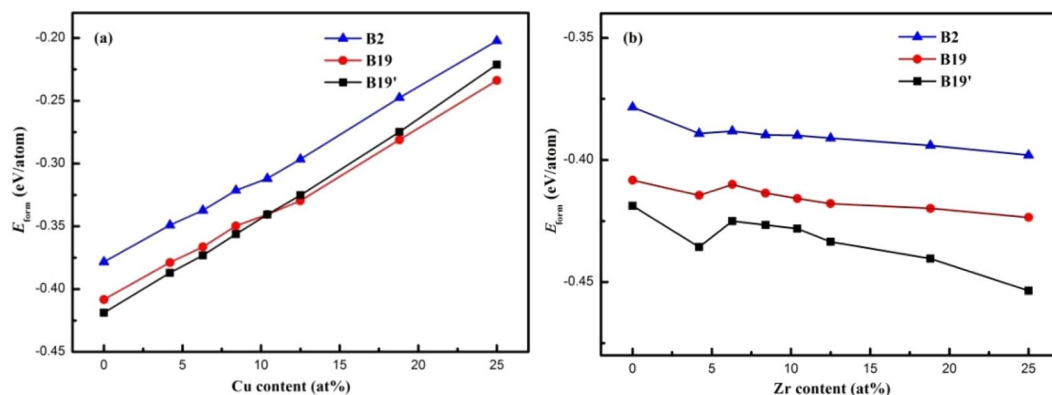 (a)
B2
B19
B19'
-0.20
-0.25
-0.30
-0.35
-0.40
-0.45
E form (eV/atom)
0 5 10 15 20 25
Cu content (at%)
(b)
B2
B19
B19'
-0.35
-0.40
-0.45
E form (eV/atom)
0 5 10 15 20 25
Zr content (at%)